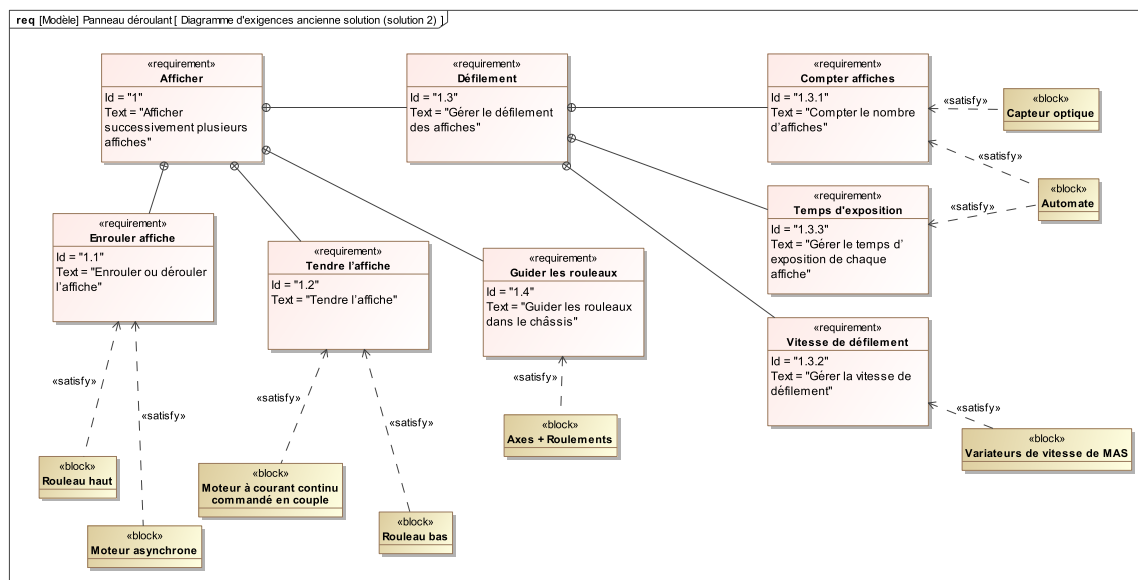 req [Modèle] Panneau déroulant [ Diagramme d'exigences ancienne solution (solution 2) ]
«requirement»
Afficher
Id = "1"
Text = "Afficher
successivement plusieurs
affiches"
«requirement»
Défilement
Id = "1.3"
Text = "Gérer le défilement
des affiches"
«requirement»
Compter affiches
Id = "1.3.1"
Text = "Compter le nombre
d'affiches"
«satisfy»
«block»
Capteur optique
«satisfy»
«block»
Automate
«satisfy»
«requirement»
Temps d'exposition
Id = "1.3.3"
Text = "Gérer le temps d'
exposition de chaque
affiche"
«requirement»
Enrouler affiche
Id = "1.1"
Text = "Enrouler ou dérouler
l'affiche"
«requirement»
Tendre l'affiche
Id = "1.2"
Text = "Tendre l'affiche"
«requirement»
Guider les rouleaux
Id = "1.4"
Text = "Guider les rouleaux
dans le châssis"
«requirement»
Vitesse de défilement
Id = "1.3.2"
Text = "Gérer la vitesse de
défilement"
«satisfy»
«satisfy»
«satisfy»
«satisfy»
«satisfy»
«satisfy»
«block»
Axes + Roulements
«block»
Variateurs de vitesse de MAS
«block»
Rouleau haut
«block»
Moteur à courant continu
commandé en couple
«block»
Rouleau bas
«block»
Moteur asynchrone